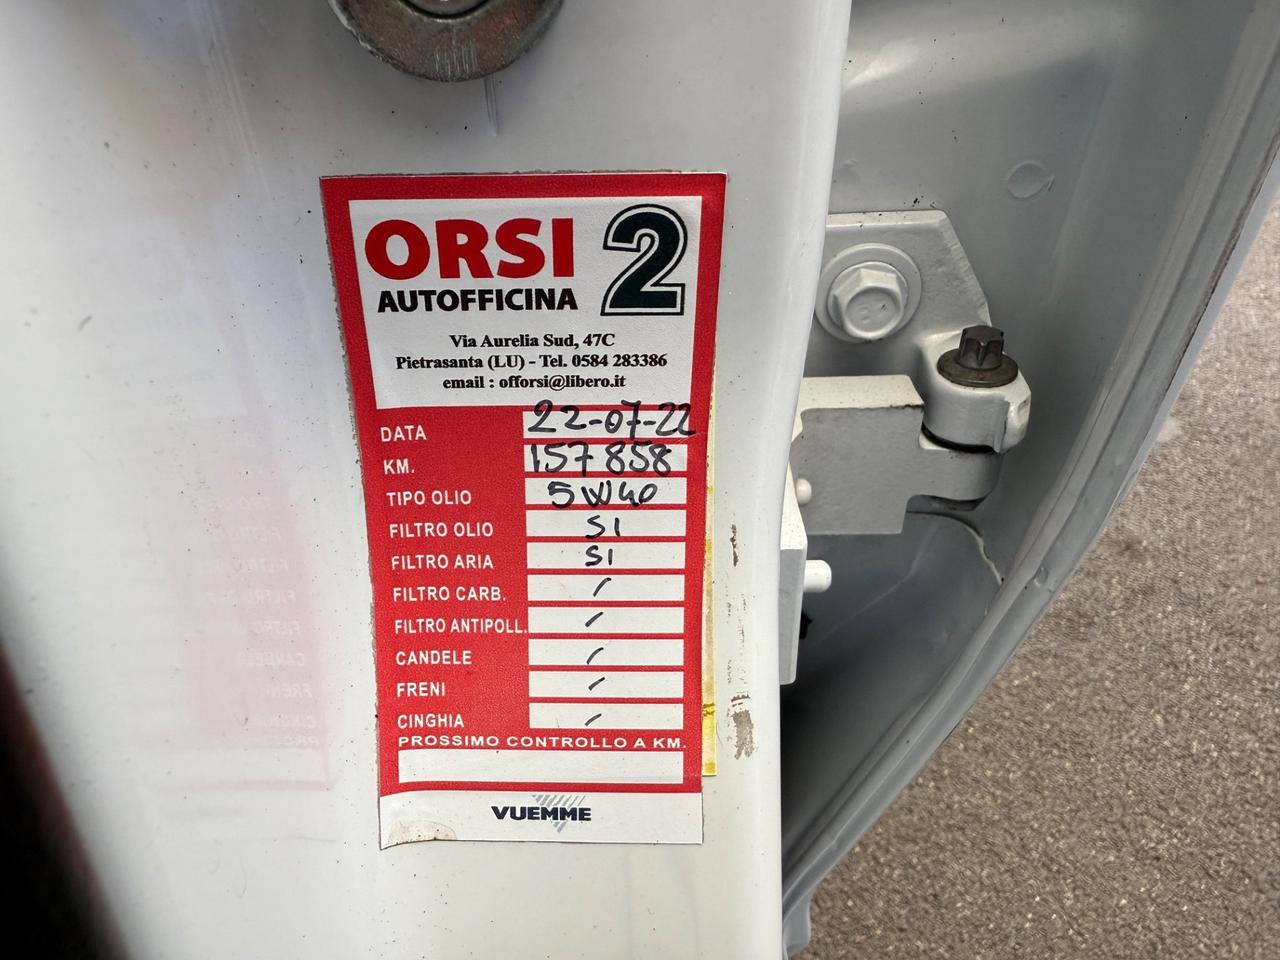 ORSI 2
AUTOFFICINA
Via Aurelia Sud, 47C
Pietrasanta (LU) - Tel. 0584 283386
email : offorsi@libero.it
DATA 22-07-22
KM. 157858
TIPO OLIO 5W40
FILTRO OLIO SI
FILTRO ARIA SI
FILTRO CARB. /
FILTRO ANTIPOLL. /
CANDELE /
FRENI /
CINGHIA /
PROSSIMO CONTROLLO A KM.
VUEMME